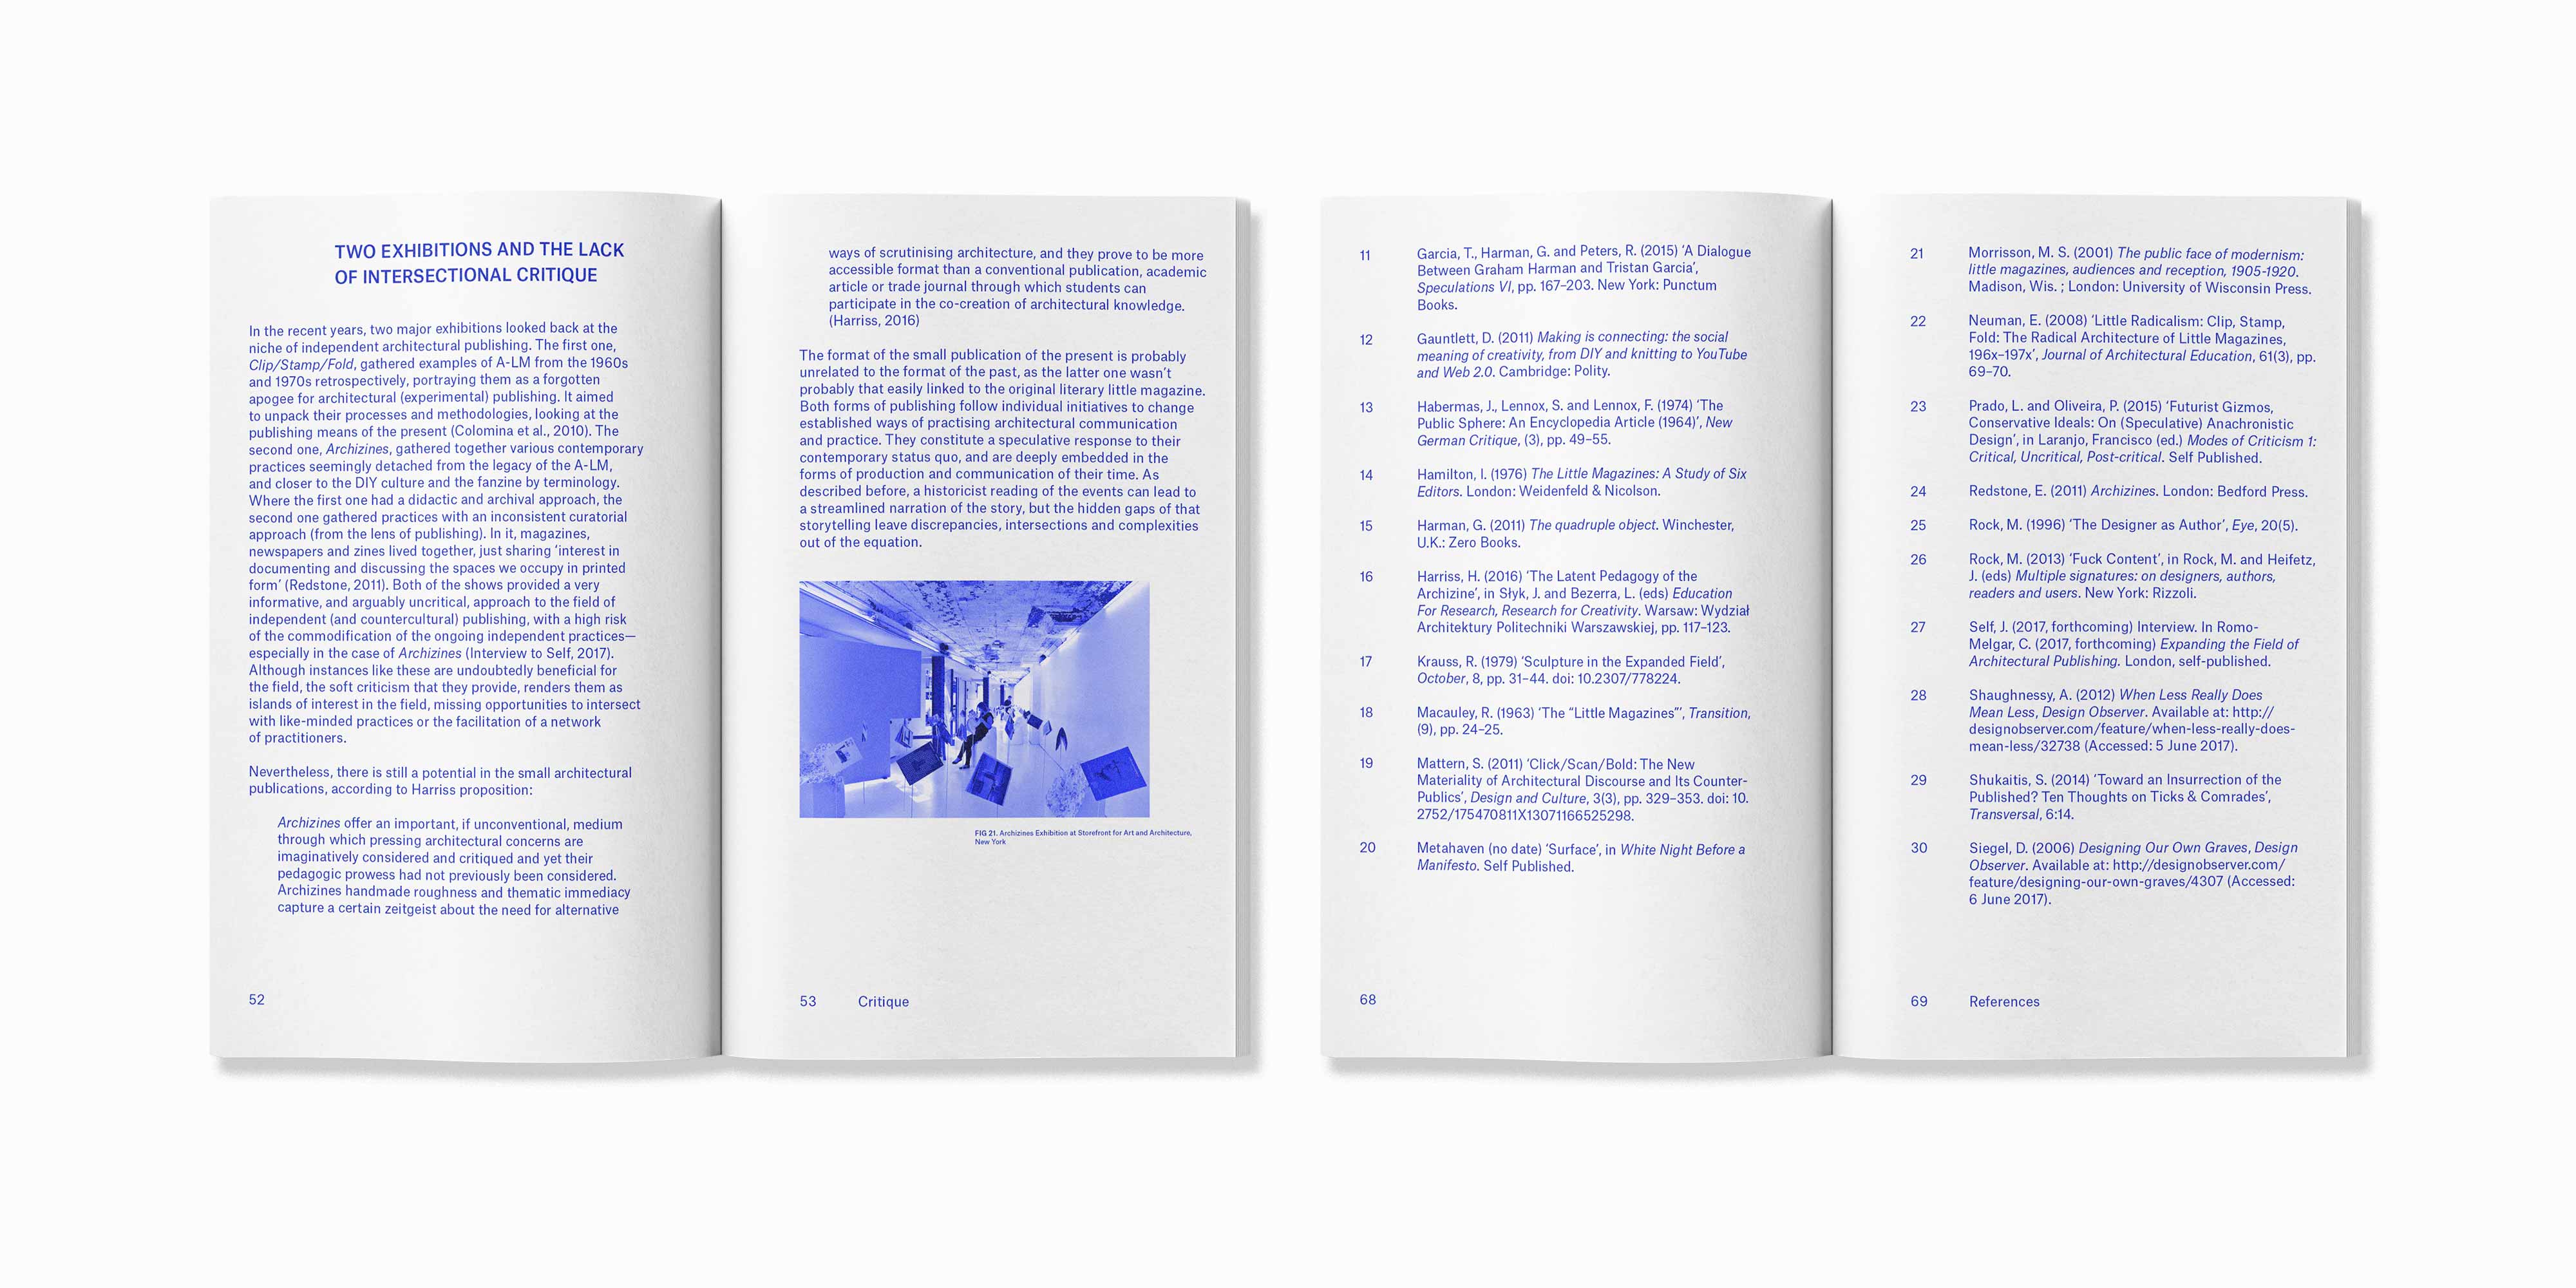 TWO EXHIBITIONS AND THE LACK
OF INTERSECTIONAL CRITIQUE
In the recent years, two major exhibitions looked back at the
niche of independent architectural publishing. The first one,
Clip/Stamp/Fold, gathered examples of A-LM from the 1960s
and 1970s retrospectively, portraying them as a forgotten
apogee for architectural (experimental) publishing. It aimed
to unpack their processes and methodologies, looking at the
publishing means of the present (Colomina et al., 2010). The
second one, Archizines, gathered together various contemporary
practices seemingly detached from the legacy of the A-LM,
and closer to the DIY culture and the fanzine by terminology.
Where the first one had a didactic and archival approach, the
second one gathered practices with an inconsistent curatorial
approach (from the lens of publishing). In it, magazines,
newspapers and zines lived together, just sharing ‘interest in
documenting and discussing the spaces we occupy in printed
form’ (Redstone, 2011). Both of the shows provided a very
informative, and arguably uncritical, approach to the field of
independent (and countercultural) publishing, with a high risk
of the commodification of the ongoing independent practices—
especially in the case of Archizines (Interview to Self, 2017).
Although instances like these are undoubtedly beneficial for
the field, the soft criticism that they provide, renders them as
islands of interest in the field, missing opportunities to intersect
with like-minded practices or the facilitation of a network
of practitioners.
Nevertheless, there is still a potential in the small architectural
publications, according to Harriss proposition:
Archizines offer an important, if unconventional, medium
through which pressing architectural concerns are
imaginatively considered and critiqued and yet their
pedagogic prowess had not previously been considered.
Archizines handmade roughness and thematic immediacy
capture a certain zeitgeist about the need for alternative
52
ways of scrutinising architecture, and they prove to be more
accessible format than a conventional publication, academic
article or trade journal through which students can
participate in the co-creation of architectural knowledge.
(Harriss, 2016)
The format of the small publication of the present is probably
unrelated to the format of the past, as the latter one wasn’t
probably that easily linked to the original literary little magazine.
Both forms of publishing follow individual initiatives to change
established ways of practising architectural communication
and practice. They constitute a speculative response to their
contemporary status quo, and are deeply embedded in the
forms of production and communication of their time. As
described before, a historicist reading of the events can lead to
a streamlined narration of the story, but the hidden gaps of that
storytelling leave discrepancies, intersections and complexities
out of the equation.
FIG 21. Archizines Exhibition at Storefront for Art and Architecture,
New York
53 Critique
11 Garcia, T., Harman, G. and Peters, R. (2015) ‘A Dialogue
Between Graham Harman and Tristan Garcia’,
Speculations VI, pp. 167–203. New York: Punctum
Books.
12 Gauntlett, D. (2011) Making is connecting: the social
meaning of creativity, from DIY and knitting to YouTube
and Web 2.0. Cambridge: Polity.
13 Habermas, J., Lennox, S. and Lennox, F. (1974) ‘The
Public Sphere: An Encyclopedia Article (1964)’, New
German Critique, (3), pp. 49–55.
14 Hamilton, I. (1976) The Little Magazines: A Study of Six
Editors. London: Weidenfeld & Nicolson.
15 Harman, G. (2011) The quadruple object. Winchester,
U.K.: Zero Books.
16 Harriss, H. (2016) ‘The Latent Pedagogy of the
Archizine’, in Słyk, J. and Bezerra, L. (eds) Education
For Research, Research for Creativity. Warsaw: Wydział
Architektury Politechniki Warszawskiej, pp. 117–123.
17 Krauss, R. (1979) ‘Sculpture in the Expanded Field’,
October, 8, pp. 31–44. doi: 10.2307/778224.
18 Macauley, R. (1963) ‘The “Little Magazines”’, Transition,
(9), pp. 24–25.
19 Mattern, S. (2011) ‘Click/Scan/Bold: The New
Materiality of Architectural Discourse and Its Counter-
Publics’, Design and Culture, 3(3), pp. 329–353. doi: 10.
2752/175470811X13071166525298.
20 Metahaven (no date) ‘Surface’, in White Night Before a
Manifesto. Self Published.
68
21 Morrisson, M. S. (2001) The public face of modernism:
little magazines, audiences and reception, 1905-1920.
Madison, Wis. ; London: University of Wisconsin Press.
22 Neuman, E. (2008) ‘Little Radicalism: Clip, Stamp,
Fold: The Radical Architecture of Little Magazines,
196x–197x’, Journal of Architectural Education, 61(3), pp.
69–70.
23 Prado, L. and Oliveira, P. (2015) ‘Futurist Gizmos,
Conservative Ideals: On (Speculative) Anachronistic
Design’, in Laranjo, Francisco (ed.) Modes of Criticism 1:
Critical, Uncritical, Post-critical. Self Published.
24 Redstone, E. (2011) Archizines. London: Bedford Press.
25 Rock, M. (1996) ‘The Designer as Author’, Eye, 20(5).
26 Rock, M. (2013) ‘Fuck Content’, in Rock, M. and Heifetz,
J. (eds) Multiple signatures: on designers, authors,
readers and users. New York: Rizzoli.
27 Self, J. (2017, forthcoming) Interview. In Romo-
Melgar, C. (2017, forthcoming) Expanding the Field of
Architectural Publishing. London, self-published.
28 Shaughnessy, A. (2012) When Less Really Does
Mean Less, Design Observer. Available at: http://
designobserver.com/feature/when-less-really-does-
mean-less/32738 (Accessed: 5 June 2017).
29 Shukaitis, S. (2014) ‘Toward an Insurrection of the
Published? Ten Thoughts on Ticks & Comrades’,
Transversal, 6:14.
30 Siegel, D. (2006) Designing Our Own Graves, Design
Observer. Available at: http://designobserver.com/
feature/designing-our-own-graves/4307 (Accessed:
6 June 2017).
69 References